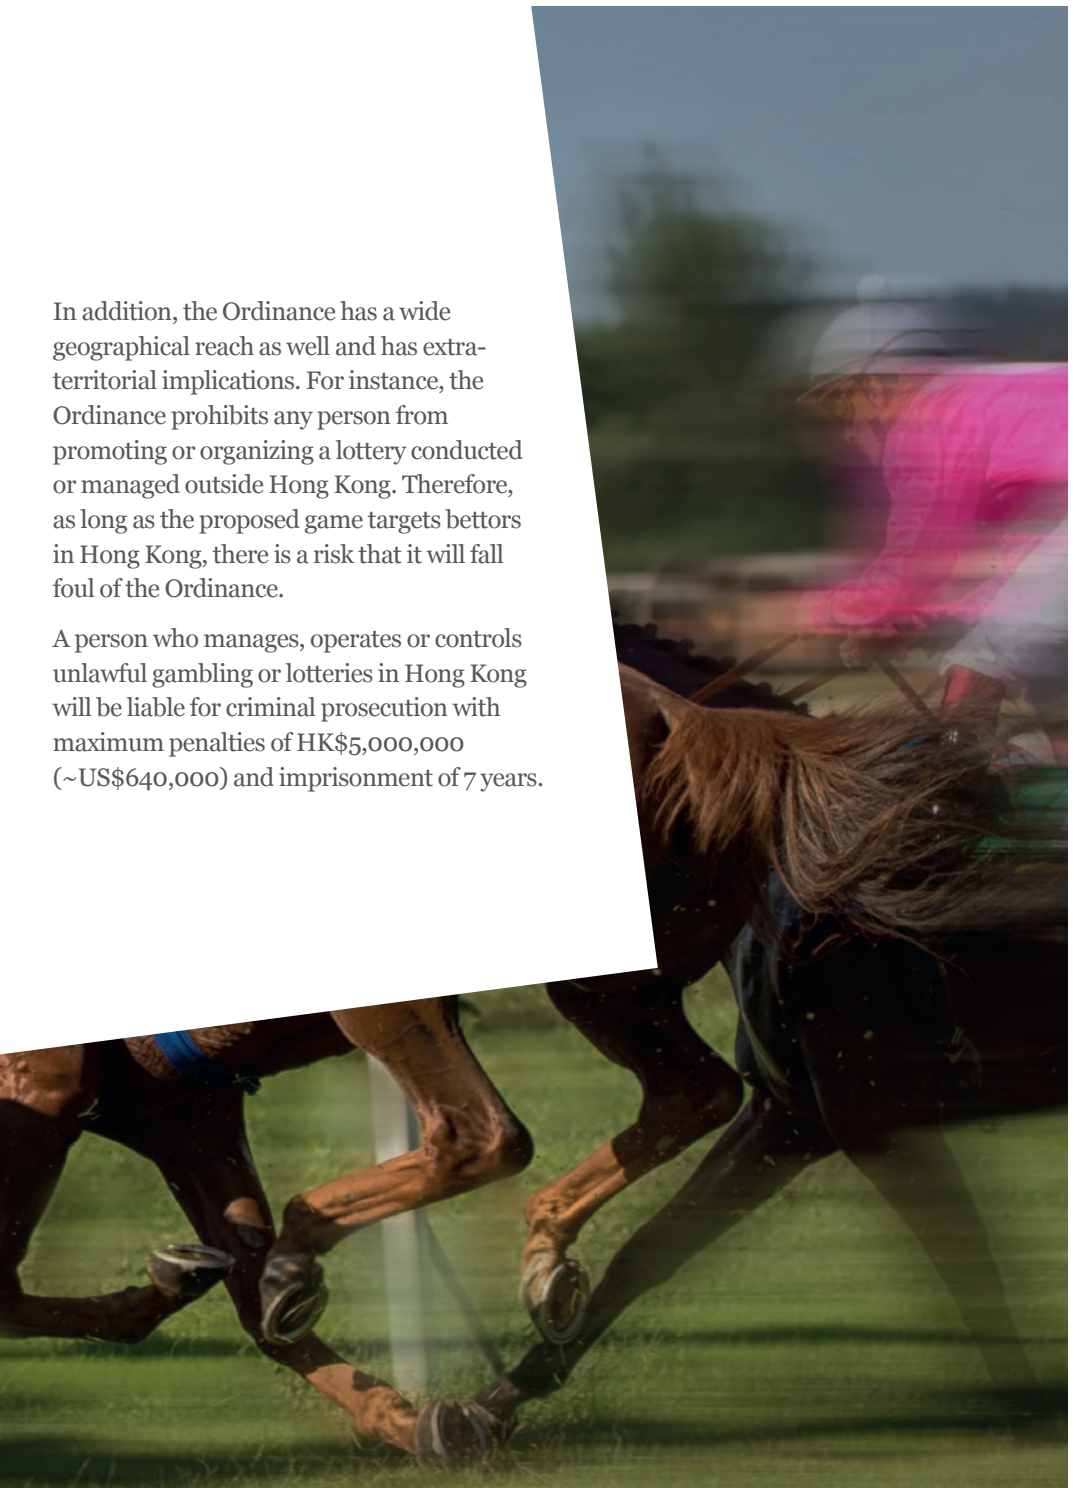 In addition, the Ordinance has a wide
geographical reach as well and has extra-
territorial implications. For instance, the
Ordinance prohibits any person from
promoting or organizing a lottery conducted
or managed outside Hong Kong. Therefore,
as long as the proposed game targets bettors
in Hong Kong, there is a risk that it will fall
foul of the Ordinance.
A person who manages, operates or controls
unlawful gambling or lotteries in Hong Kong
will be liable for criminal prosecution with
maximum penalties of HK$5,000,000
(~US$640,000) and imprisonment of 7 years.